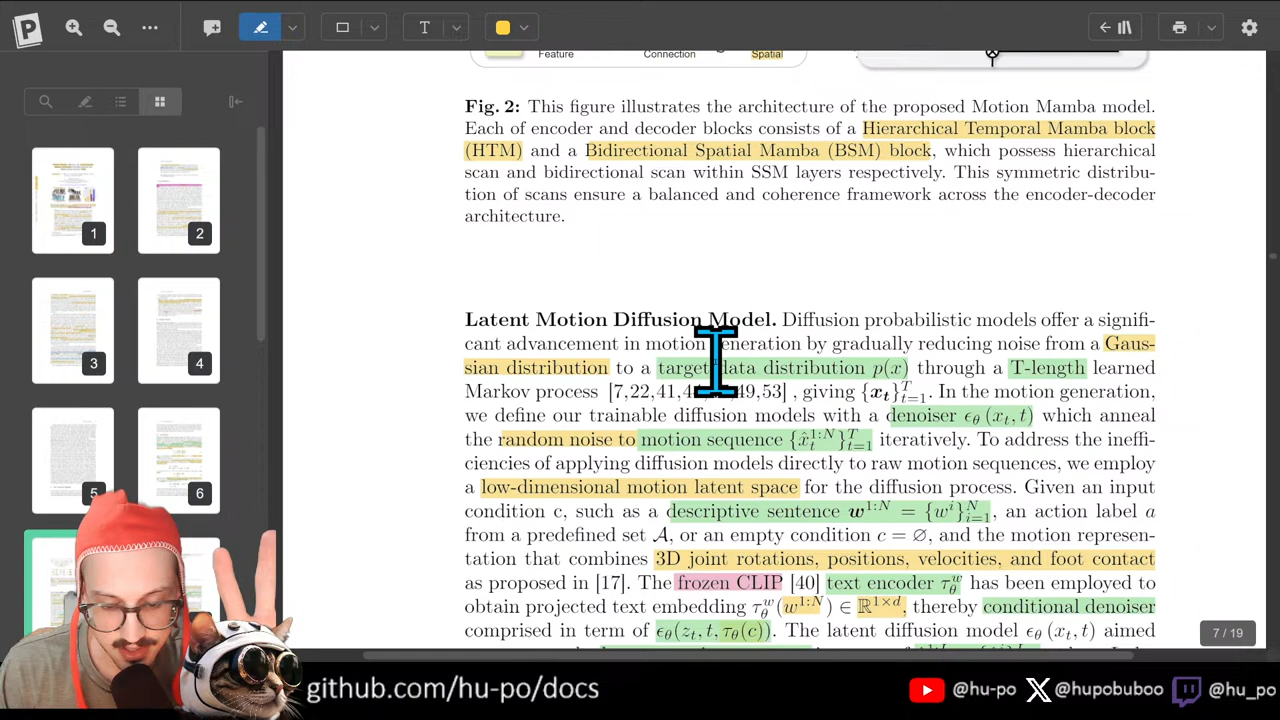 T
Feature
Connection
Spatial
Fig. 2: This figure illustrates the architecture of the proposed Motion Mamba model.
Each of encoder and decoder blocks consists of a Hierarchical Temporal Mamba block
(HTM) and a Bidirectional Spatial Mamba (BSM) block, which possess hierarchical
scan and bidirectional scan within SSM layers respectively. This symmetric distribu-
tion of scans ensure a balanced and coherence framework across the encoder-decoder
architecture.
Latent Motion Diffusion Model. Diffusion probabilistic models offer a signifi-
cant advancement in motion generation by gradually reducing noise from a Gaus-
sian distribution to a target data distribution p(x) through a T-length learned
Markov process [7,22,41,4 49,53] , giving {x_t}^T_{t=1}. In the motion generation,
we define our trainable diffusion models with a denoiser ϵ_θ (x_t, t) which anneal
the random noise to motion sequence {x̂^{1:N}_t}^T_{t=1} iteratively. To address the ineffi-
ciencies of applying diffusion models directly to raw motion sequences, we employ
a low-dimensional motion latent space for the diffusion process. Given an input
condition c, such as a descriptive sentence w^{1:N} = {w^i}^N_{i=1}, an action label a
from a predefined set A, or an empty condition c = ∅, and the motion represen-
tation that combines 3D joint rotations, positions, velocities, and foot contact
as proposed in [17]. The frozen CLIP [40] text encoder τ^w_θ has been employed to
obtain projected text embedding τ^w_θ(w^{1:N}) ∈ ℝ^{1×d}, thereby conditional denoiser
comprised in term of ϵ_θ(z_t, t, τ_θ(c)). The latent diffusion model ϵ_θ (x_t, t) aimed
1
2
3
4
5
6
7 / 19
github.com/hu-po/docs
@hu-po
@hupobuboo
@hu_po